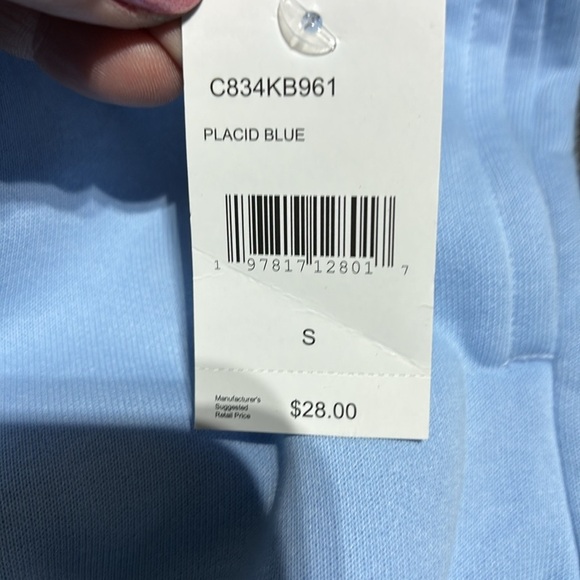 C834KB961
PLACID BLUE
1 97817 12801 7
S
Manufacturer's
Suggested
Retail Price
$28.00